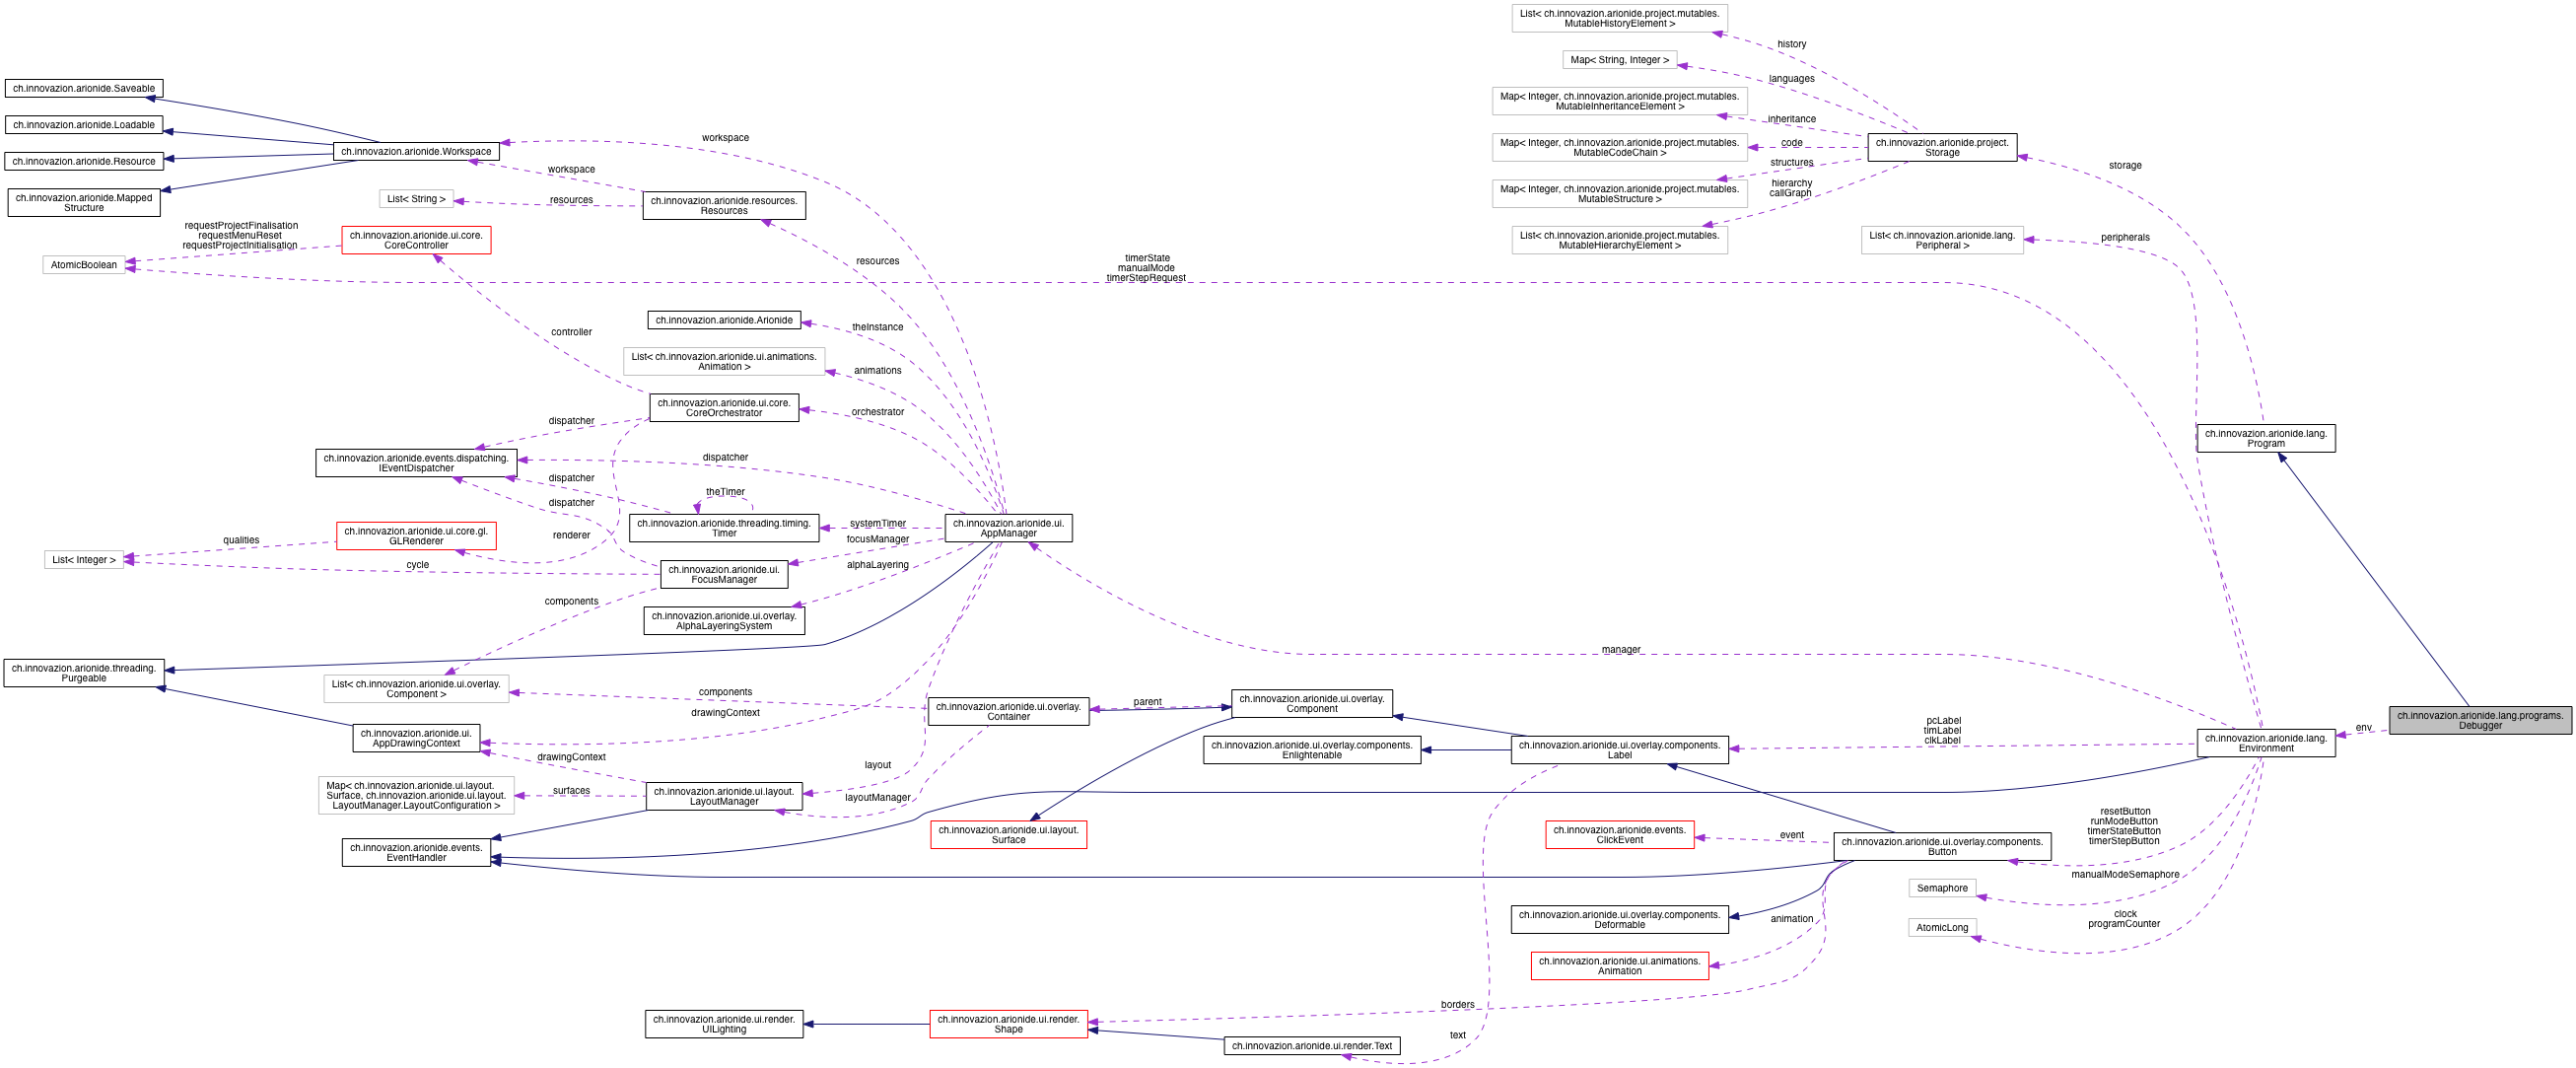 List< ch.innovazion.arionide.project.mutables.
MutableHistoryElement >
history
Map< String, Integer >
languages
ch.innovazion.arionide.Saveable
Map< Integer, ch.innovazion.arionide.project.mutables.
MutableInheritanceElement >
inheritance
ch.innovazion.arionide.Loadable
workspace
ch.innovazion.arionide.Workspace
Map< Integer, ch.innovazion.arionide.project.mutables.
MutableCodeChain >
code
ch.innovazion.arionide.project.
Storage
ch.innovazion.arionide.Resource
workspace
structures
storage
ch.innovazion.arionide.Mapped
Structure
List< String >
resources
ch.innovazion.arionide.resources.
Resources
Map< Integer, ch.innovazion.arionide.project.mutables.
MutableStructure >
hierarchy
callGraph
requestProjectFinalisation
requestMenuReset
requestProjectInitialisation
ch.innovazion.arionide.ui.core.
CoreController
List< ch.innovazion.arionide.project.mutables.
MutableHierarchyElement >
List< ch.innovazion.arionide.lang.
Peripheral >
peripherals
AtomicBoolean
resources
timerState
manualMode
timerStepRequest
ch.innovazion.arionide.Arionide
theInstance
controller
List< ch.innovazion.arionide.ui.animations.
Animation >
animations
ch.innovazion.arionide.ui.core.
CoreOrchestrator
orchestrator
dispatcher
ch.innovazion.arionide.lang.
Program
ch.innovazion.arionide.events.dispatching.
IEventDispatcher
dispatcher
dispatcher
theTimer
dispatcher
ch.innovazion.arionide.threading.timing.
Timer
systemTimer
ch.innovazion.arionide.ui.
AppManager
ch.innovazion.arionide.ui.core.gl.
GLRenderer
qualities
renderer
focusManager
List< Integer >
cycle
ch.innovazion.arionide.ui.
FocusManager
alphaLayering
components
ch.innovazion.arionide.ui.overlay.
AlphaLayeringSystem
manager
ch.innovazion.arionide.threading.
Purgeable
List< ch.innovazion.arionide.ui.overlay.
Component >
components
ch.innovazion.arionide.ui.overlay.
Container
parent
ch.innovazion.arionide.ui.overlay.
Component
drawingContext
ch.innovazion.arionide.lang.programs.
Debugger
env
pcLabel
timLabel
clkLabel
ch.innovazion.arionide.ui.
AppDrawingContext
ch.innovazion.arionide.ui.overlay.components.
Enlightenable
ch.innovazion.arionide.ui.overlay.components.
Label
ch.innovazion.arionide.lang.
Environment
drawingContext
layout
Map< ch.innovazion.arionide.ui.layout.
Surface, ch.innovazion.arionide.ui.layout.
LayoutManager.LayoutConfiguration >
surfaces
ch.innovazion.arionide.ui.layout.
LayoutManager
layoutManager
resetButton
runModeButton
timerStateButton
timerStepButton
ch.innovazion.arionide.ui.layout.
Surface
ch.innovazion.arionide.events.
ClickEvent
event
ch.innovazion.arionide.ui.overlay.components.
Button
ch.innovazion.arionide.events.
EventHandler
manualModeSemaphore
Semaphore
ch.innovazion.arionide.ui.overlay.components.
Deformable
animation
AtomicLong
clock
programCounter
ch.innovazion.arionide.ui.animations.
Animation
borders
ch.innovazion.arionide.ui.render.
UILighting
ch.innovazion.arionide.ui.render.
Shape
text
ch.innovazion.arionide.ui.render.Text